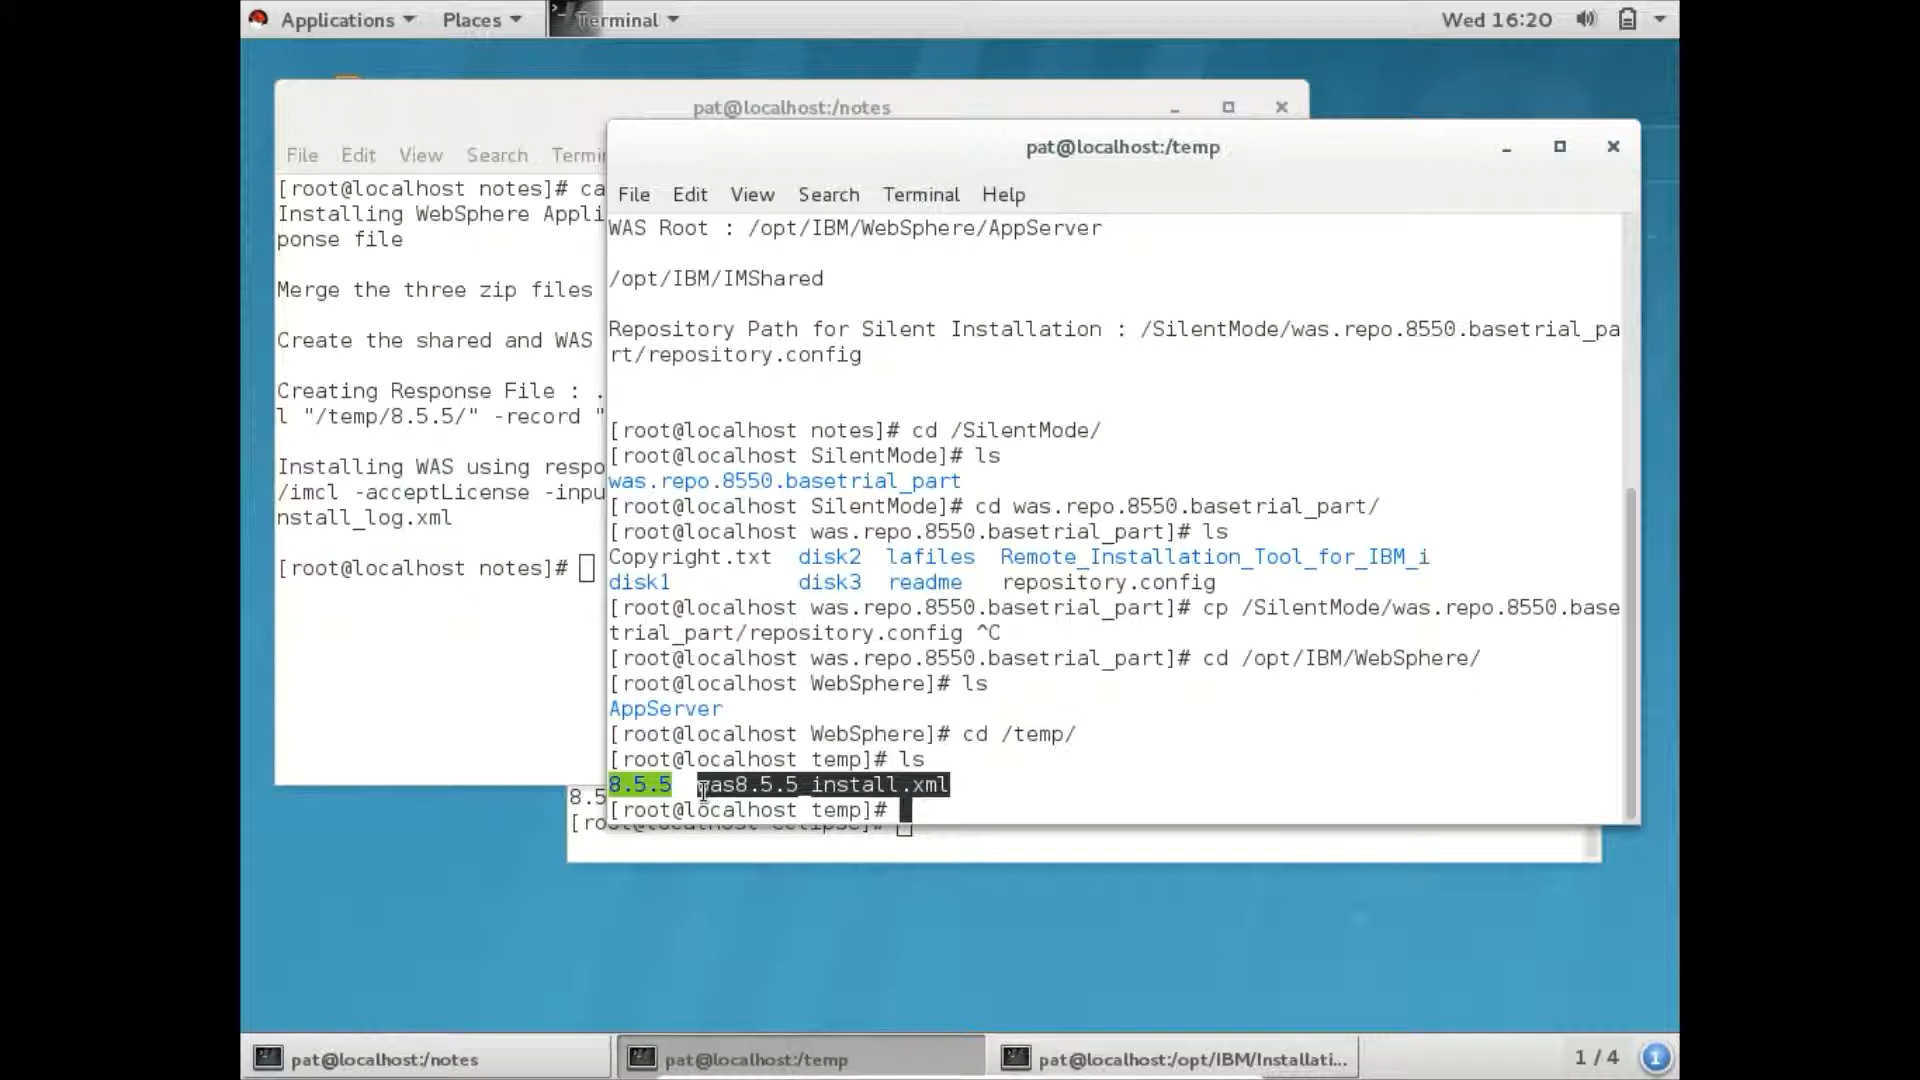 Applications Places Terminal Wed 16:20
pat@localhost:/notes
File Edit View Search
[root@localhost notes]# ca
Installing WebSphere Appli
ponse file
Merge the three zip files
Create the shared and WAS
Creating Response File : .
l "/temp/8.5.5/" -record "
Installing WAS using respo
/imcl -acceptLicense -inpu
nstall_log.xml
[root@localhost notes]#
pat@localhost:/temp
File Edit View Search Terminal Help
WAS Root : /opt/IBM/WebSphere/AppServer
/opt/IBM/IMShared
Repository Path for Silent Installation : /SilentMode/was.repo.8550.basetrial_pa
rt/repository.config
[root@localhost notes]# cd /SilentMode/
[root@localhost SilentMode]# ls
was.repo.8550.basetrial_part
[root@localhost SilentMode]# cd was.repo.8550.basetrial_part/
[root@localhost was.repo.8550.basetrial_part]# ls
Copyright.txt disk2 lafiles Remote_Installation_Tool_for_IBM_i
disk1 disk3 readme repository.config
[root@localhost was.repo.8550.basetrial_part]# cp /SilentMode/was.repo.8550.base
trial_part/repository.config ^C
[root@localhost was.repo.8550.basetrial_part]# cd /opt/IBM/WebSphere/
[root@localhost WebSphere]# ls
AppServer
[root@localhost WebSphere]# cd /temp/
[root@localhost temp]# ls
8.5.5 was8.5.5_install.xml
[root@localhost temp]#
8.5
[ro
pat@localhost:/notes pat@localhost:/temp pat@localhost:/opt/IBM/Installati... 1 / 4 1